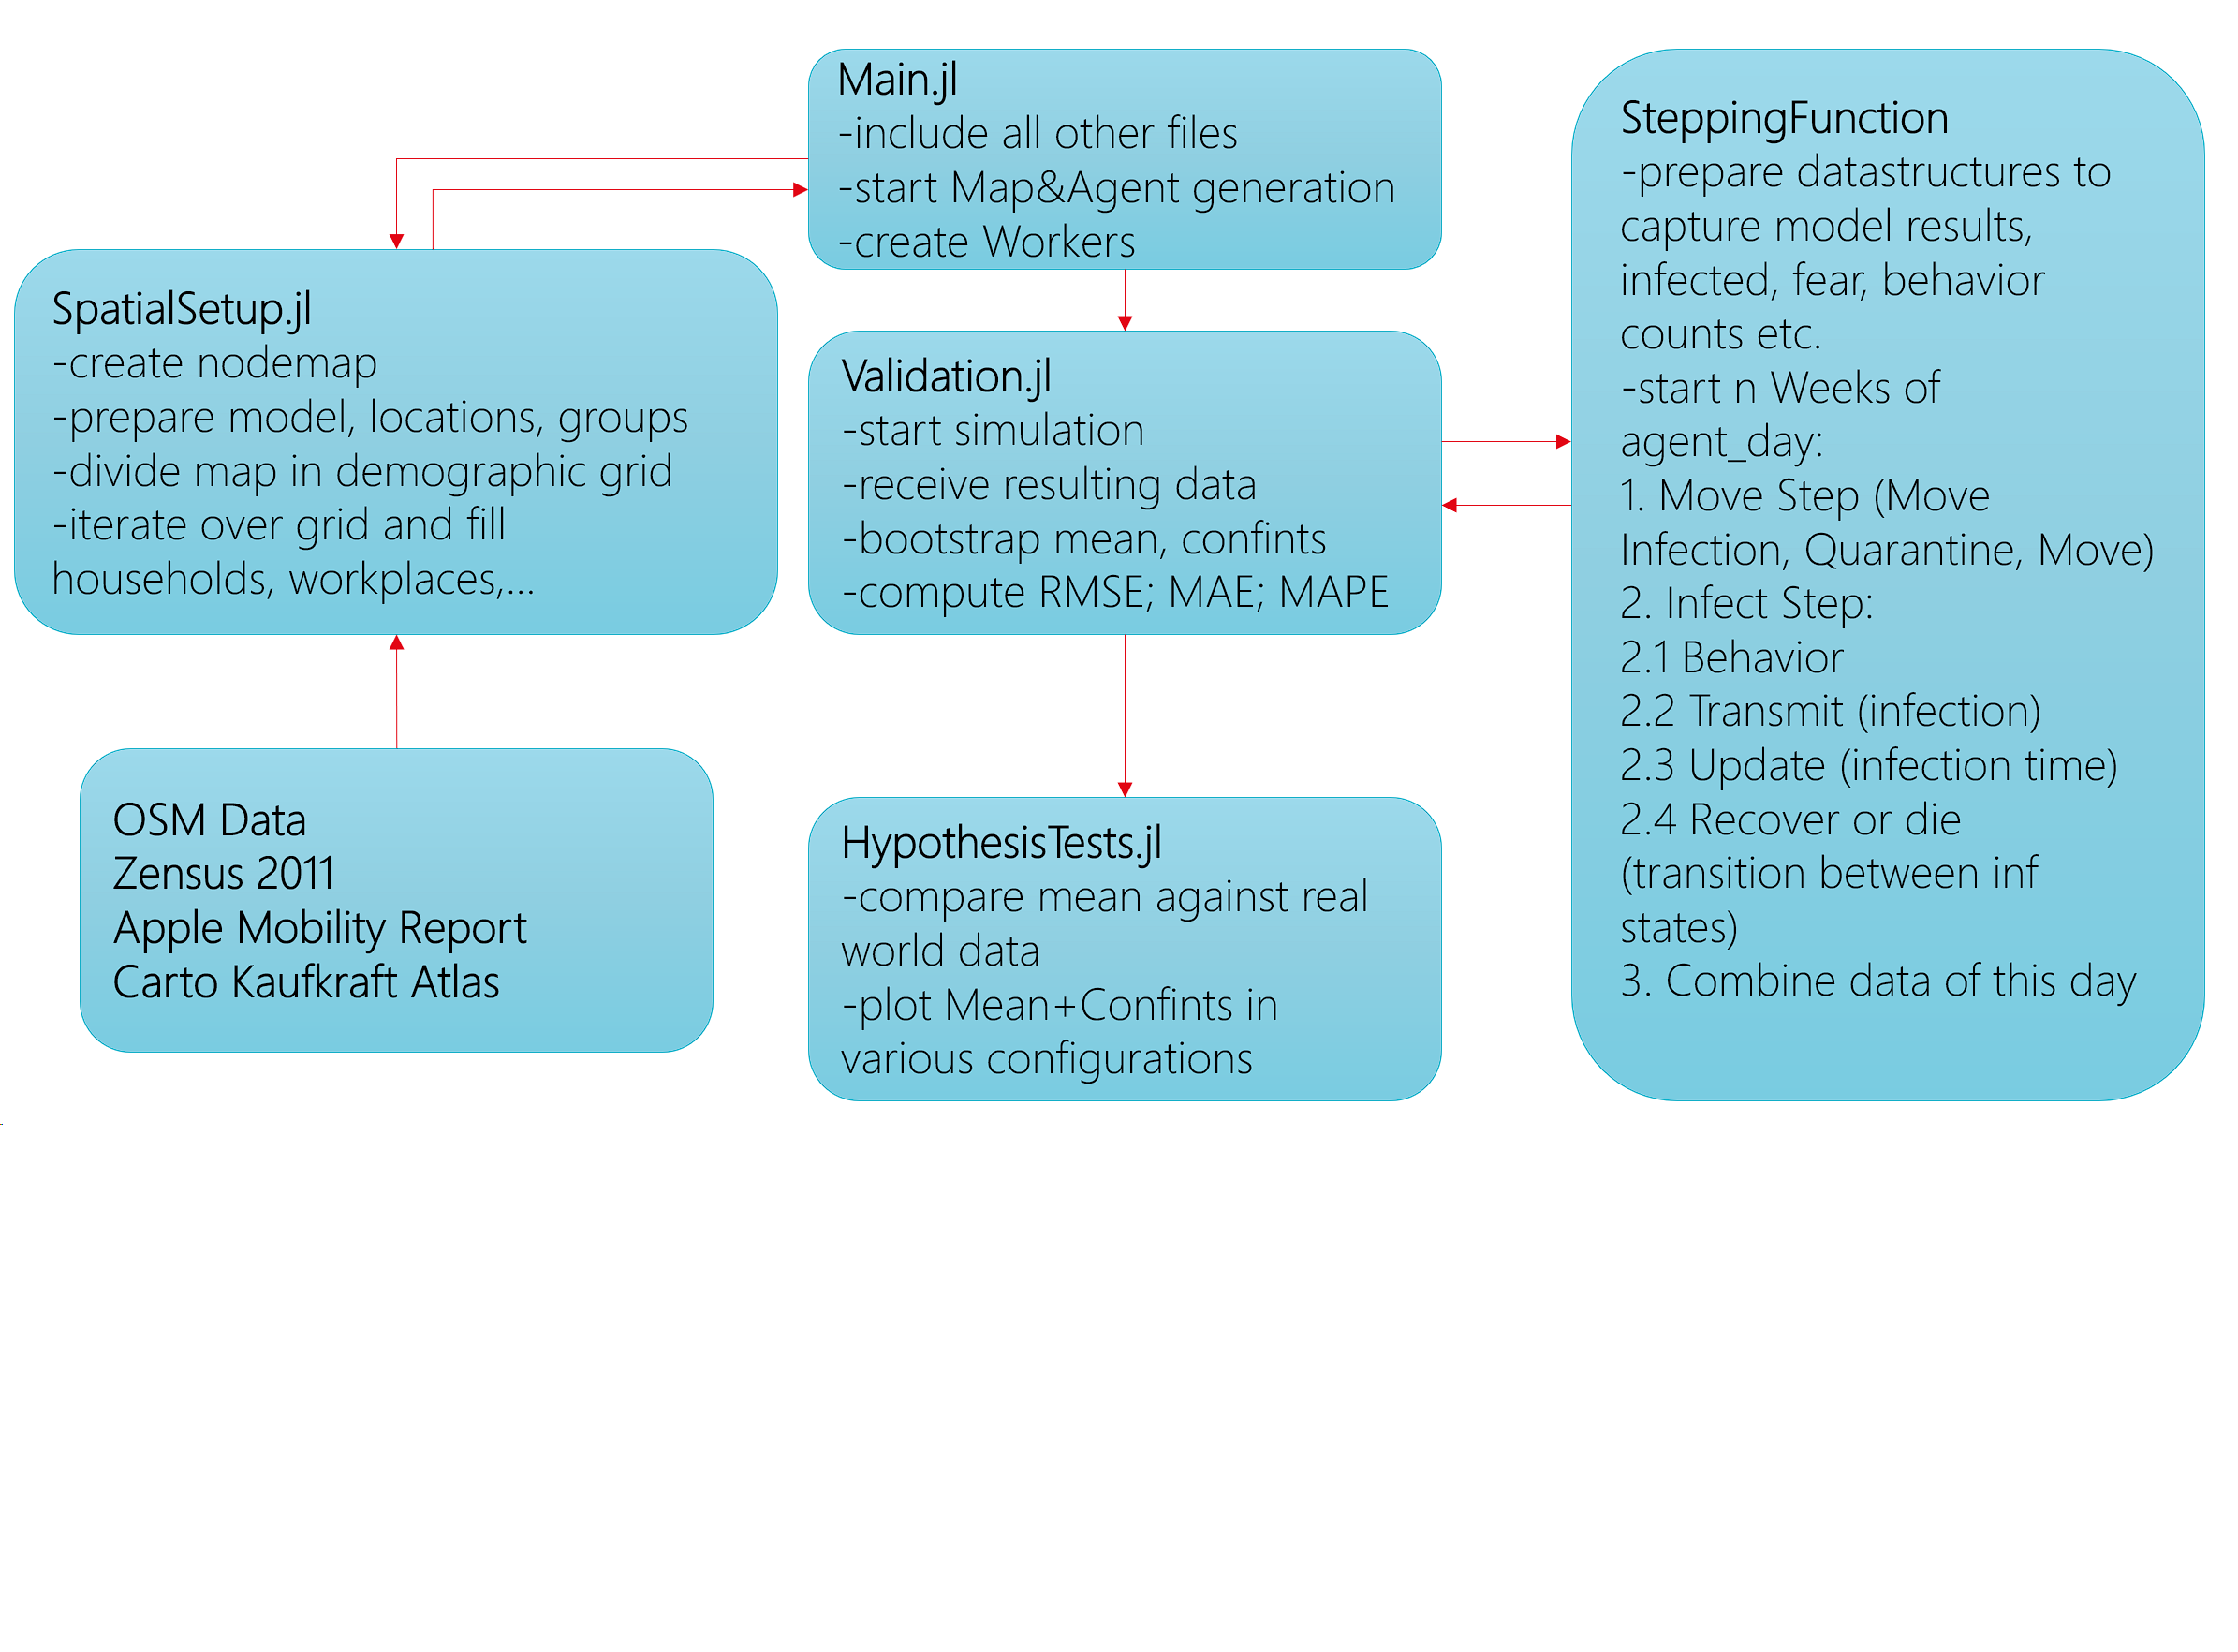 Main.jl
-include all other files
-start Map&Agent generation
-create Workers
SpatialSetup.jl
-create nodemap
-prepare model, locations, groups
-divide map in demographic grid
-iterate over grid and fill
households, workplaces,...
OSM Data
Zensus 2011
Apple Mobility Report
Carto Kaufkraft Atlas
Validation.jl
-start simulation
-receive resulting data
-bootstrap mean, confints
-compute RMSE; MAE; MAPE
HypothesisTests.jl
-compare mean against real
world data
-plot Mean+Confints in
various configurations
SteppingFunction
-prepare datastructures to
capture model results,
infected, fear, behavior
counts etc.
-start n Weeks of
agent_day:
1. Move Step (Move
Infection, Quarantine, Move)
2. Infect Step:
2.1 Behavior
2.2 Transmit (infection)
2.3 Update (infection time)
2.4 Recover or die
(transition between inf
states)
3. Combine data of this day